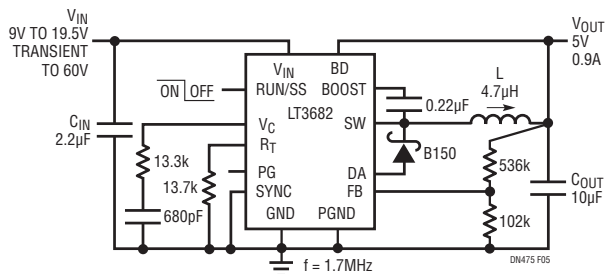 VIN
9V TO 19.5V
TRANSIENT
TO 60V
VOUT
5V
0.9A
VIN
BD
ON OFF
RUN/SS
BOOST
LT3682
0.22µF
L
4.7µH
CIN
2.2µF
VC
SW
RT
B150
13.3k
13.7k
PG
DA
536k
SYNC
FB
COUT
10µF
680pF
102k
GND
PGND
f = 1.7MHz
DN475 F05